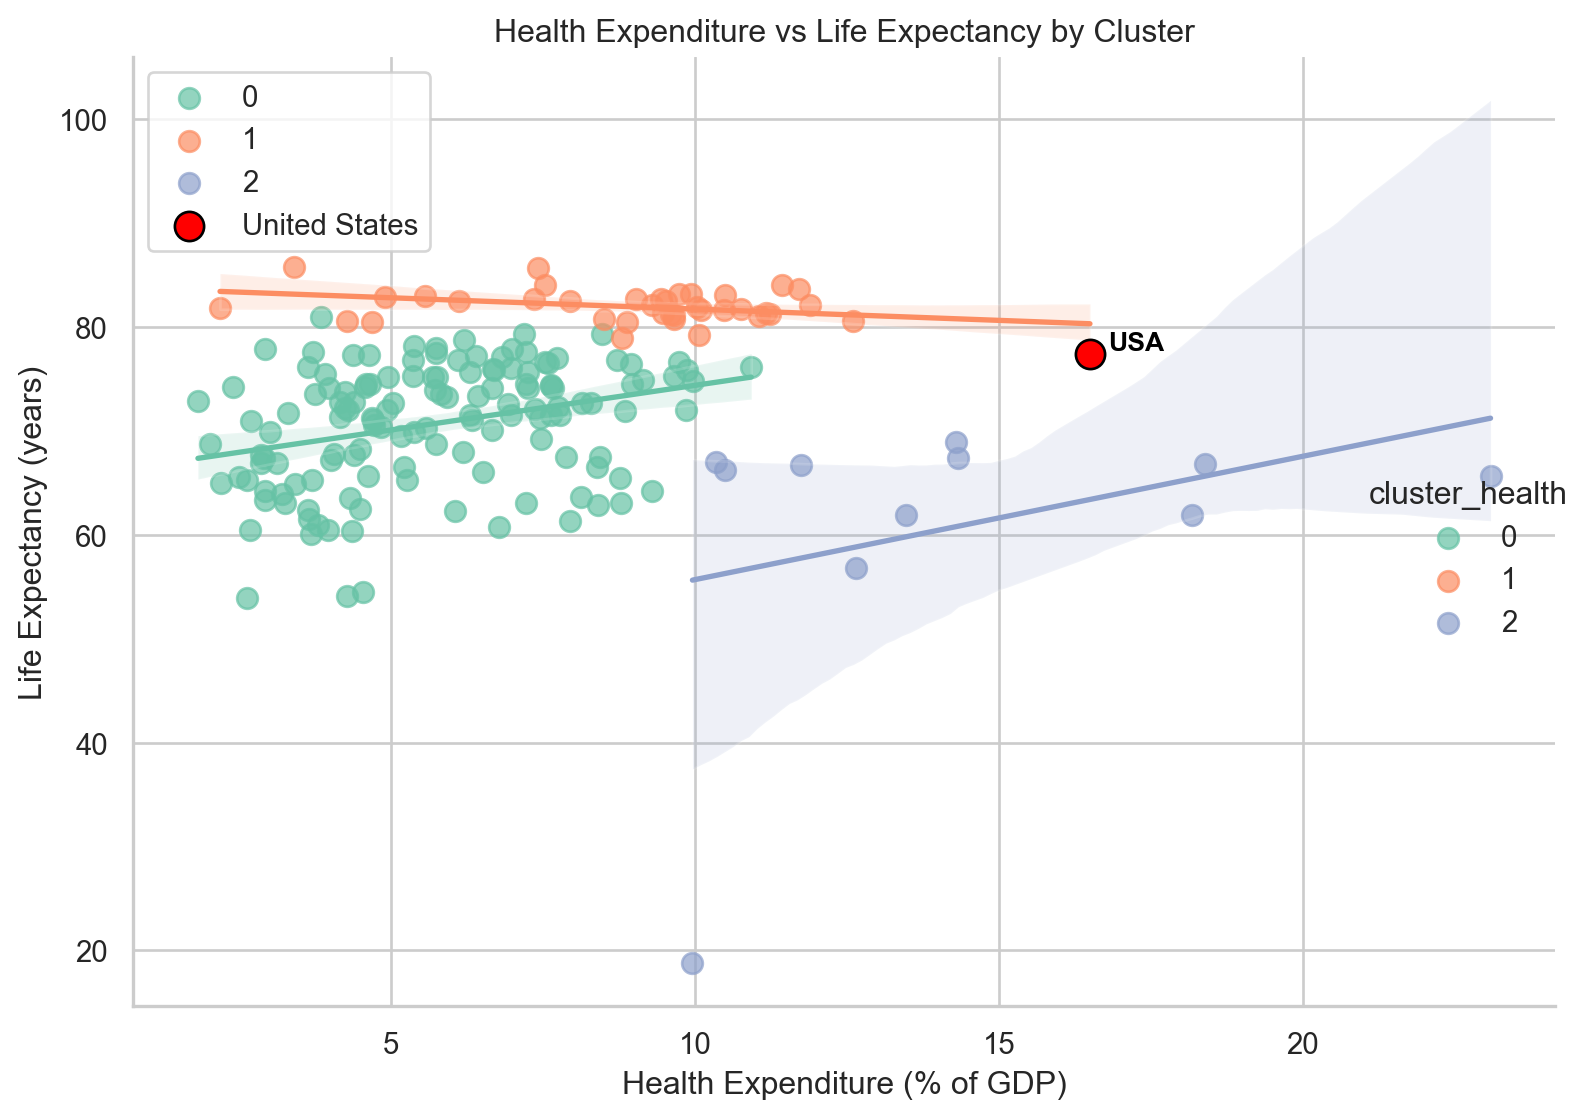 Health Expenditure vs Life Expectancy by Cluster
0
1
2
United States
100
80
60
40
20
Life Expectancy (years)
USA
cluster_health
0
1
2
5
10
15
20
Health Expenditure (% of GDP)